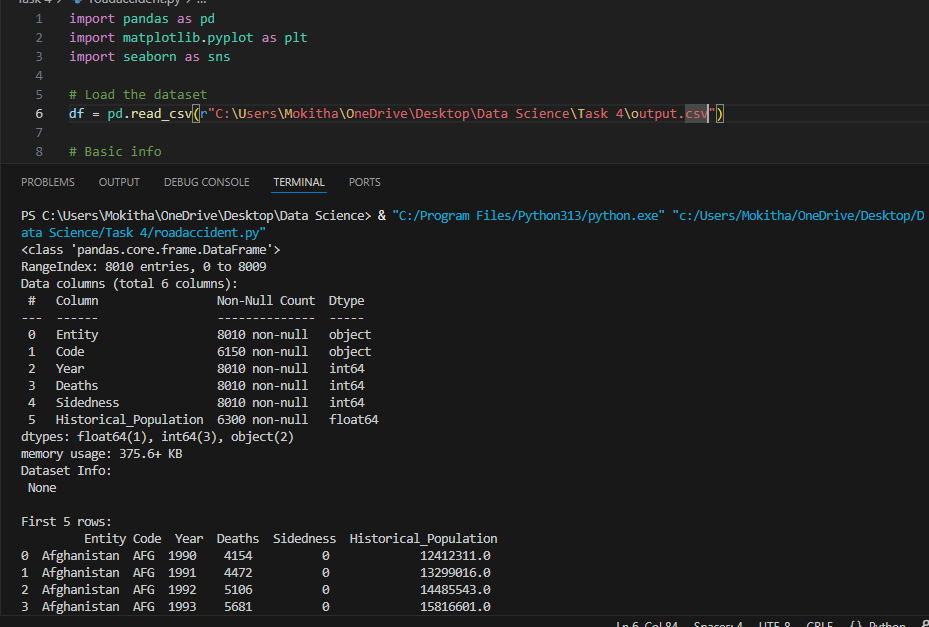 roadaccident.py
1 import pandas as pd
2 import matplotlib.pyplot as plt
3 import seaborn as sns
4
5 # Load the dataset
6 df = pd.read_csv(r"C:\Users\Mokitha\OneDrive\Desktop\Data Science\Task 4\output.csv")
7
8 # Basic info
PROBLEMS OUTPUT DEBUG CONSOLE TERMINAL PORTS
PS C:\Users\Mokitha\OneDrive\Desktop\Data Science> & "C:/Program Files/Python313/python.exe" "c:/Users/Mokitha/OneDrive/Desktop/D
ata Science/Task 4/roadaccident.py"
<class 'pandas.core.frame.DataFrame'>
RangeIndex: 8010 entries, 0 to 8009
Data columns (total 6 columns):
# Column Non-Null Count Dtype
--- ------ -------------- -----
0 Entity 8010 non-null object
1 Code 6150 non-null object
2 Year 8010 non-null int64
3 Deaths 8010 non-null int64
4 Sidedness 8010 non-null int64
5 Historical_Population 6300 non-null float64
dtypes: float64(1), int64(3), object(2)
memory usage: 375.6+ KB
Dataset Info:
None
First 5 rows:
Entity Code Year Deaths Sidedness Historical_Population
0 Afghanistan AFG 1990 4154 0 12412311.0
1 Afghanistan AFG 1991 4472 0 13299016.0
2 Afghanistan AFG 1992 5106 0 14485543.0
3 Afghanistan AFG 1993 5681 0 15816601.0
Ln 6, Col 84 Spaces: 4 UTF-8 CRLF {} Python